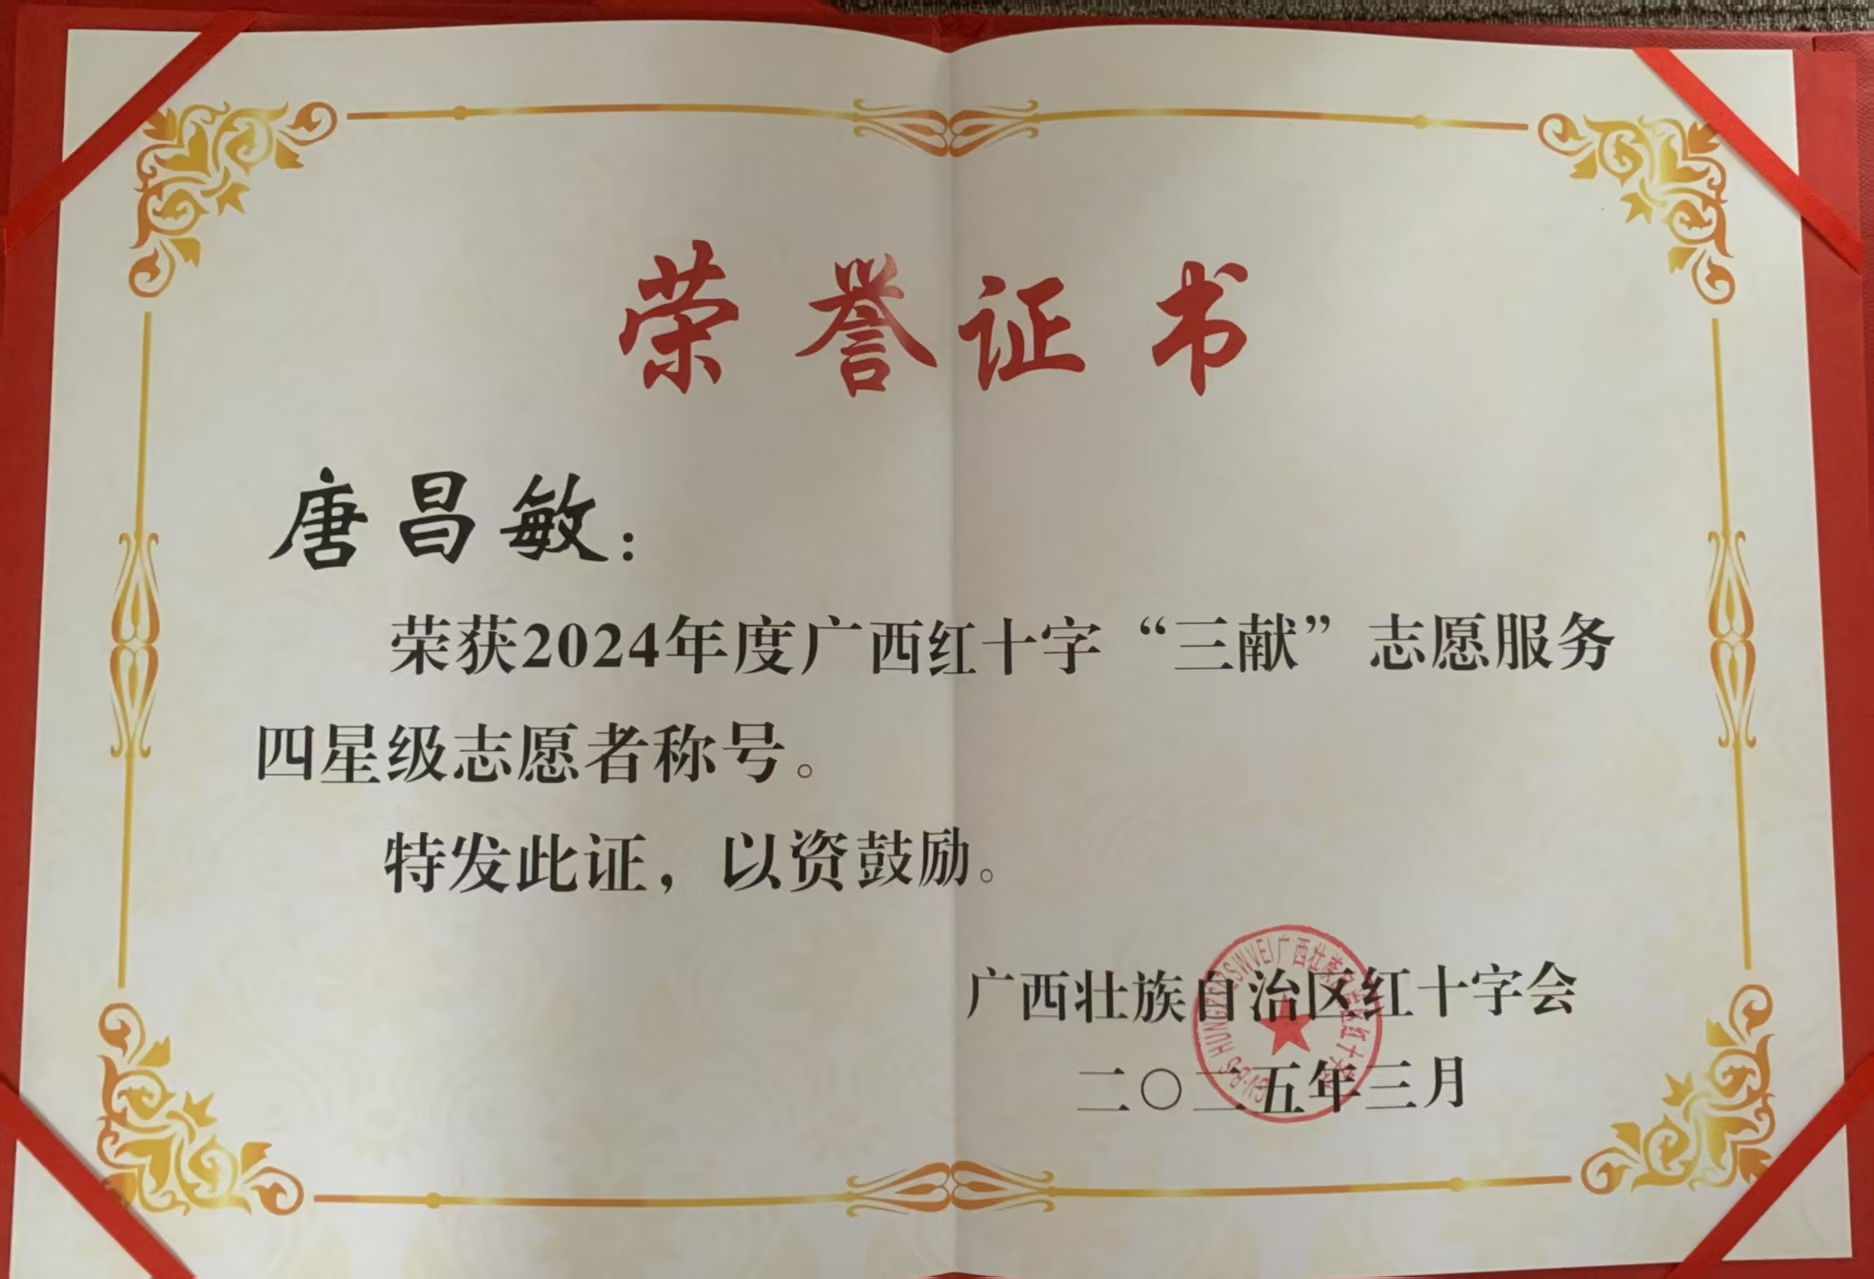 荣誉证书
唐昌敏：
荣获2024年度广西红十字“三献”志愿服务
四星级志愿者称号。
特发此证，以资鼓励。
广西壮族自治区红十字会
二〇二五年三月